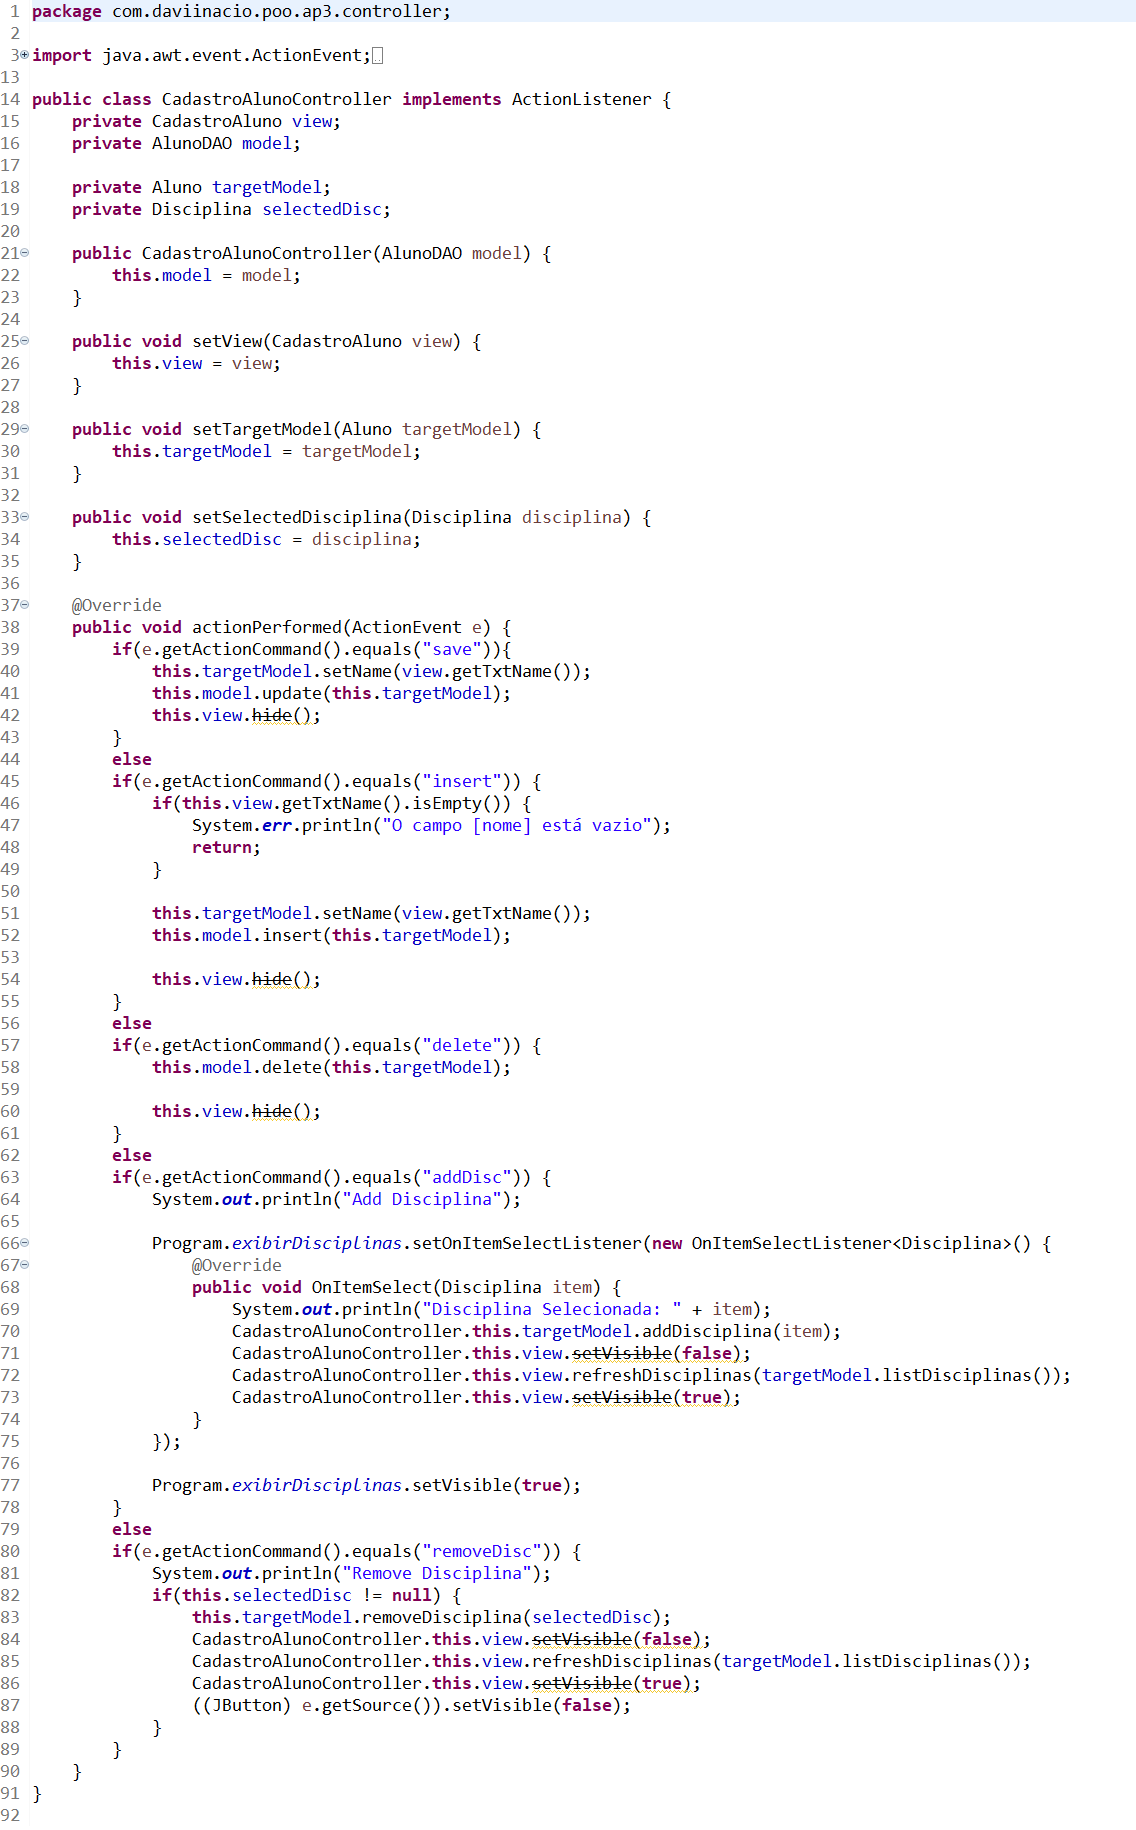 1 package com.daviinacio.poo.ap3.controller;
2
3 import java.awt.event.ActionEvent;
13
14 public class CadastroAlunoController implements ActionListener {
15     private CadastroAluno view;
16     private AlunoDAO model;
17
18     private Aluno targetModel;
19     private Disciplina selectedDisc;
20
21     public CadastroAlunoController(AlunoDAO model) {
22         this.model = model;
23     }
24
25     public void setView(CadastroAluno view) {
26         this.view = view;
27     }
28
29     public void setTargetModel(Aluno targetModel) {
30         this.targetModel = targetModel;
31     }
32
33     public void setSelectedDisciplina(Disciplina disciplina) {
34         this.selectedDisc = disciplina;
35     }
36
37     @Override
38     public void actionPerformed(ActionEvent e) {
39         if(e.getActionCommand().equals("save")){
40             this.targetModel.setName(view.getTxtName());
41             this.model.update(this.targetModel);
42             this.view.hide();
43         }
44         else
45         if(e.getActionCommand().equals("insert")) {
46             if(this.view.getTxtName().isEmpty()) {
47                 System.err.println("O campo [nome] está vazio");
48                 return;
49             }
50
51             this.targetModel.setName(view.getTxtName());
52             this.model.insert(this.targetModel);
53
54             this.view.hide();
55         }
56         else
57         if(e.getActionCommand().equals("delete")) {
58             this.model.delete(this.targetModel);
59
60             this.view.hide();
61         }
62         else
63         if(e.getActionCommand().equals("addDisc")) {
64             System.out.println("Add Disciplina");
65
66             Program.exibirDisciplinas.setOnItemSelectListener(new OnItemSelectListener<Disciplina>() {
67                 @Override
68                 public void OnItemSelect(Disciplina item) {
69                     System.out.println("Disciplina Selecionada: " + item);
70                     CadastroAlunoController.this.targetModel.addDisciplina(item);
71                     CadastroAlunoController.this.view.setVisible(false);
72                     CadastroAlunoController.this.view.refreshDisciplinas(targetModel.listDisciplinas());
73                     CadastroAlunoController.this.view.setVisible(true);
74                 }
75             });
76
77             Program.exibirDisciplinas.setVisible(true);
78         }
79         else
80         if(e.getActionCommand().equals("removeDisc")) {
81             System.out.println("Remove Disciplina");
82             if(this.selectedDisc != null) {
83                 this.targetModel.removeDisciplina(selectedDisc);
84                 CadastroAlunoController.this.view.setVisible(false);
85                 CadastroAlunoController.this.view.refreshDisciplinas(targetModel.listDisciplinas());
86                 CadastroAlunoController.this.view.setVisible(true);
87                 ((JButton) e.getSource()).setVisible(false);
88             }
89         }
90     }
91 }
92